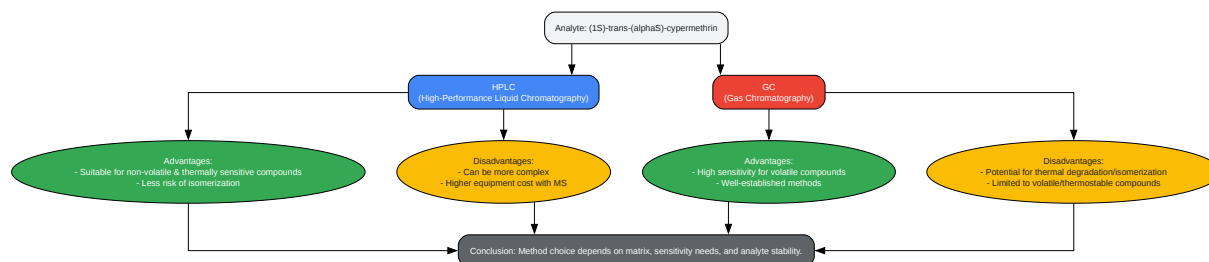 Analyte: (1S)-trans-(alphaS)-cypermethrin
HPLC
(High-Performance Liquid Chromatography)
GC
(Gas Chromatography)
Advantages:
- Suitable for non-volatile & thermally sensitive compounds
- Less risk of isomerization
Disadvantages:
- Can be more complex
- Higher equipment cost with MS
Advantages:
- High sensitivity for volatile compounds
- Well-established methods
Disadvantages:
- Potential for thermal degradation/isomerization
- Limited to volatile/thermostable compounds
Conclusion: Method choice depends on matrix, sensitivity needs, and analyte stability.